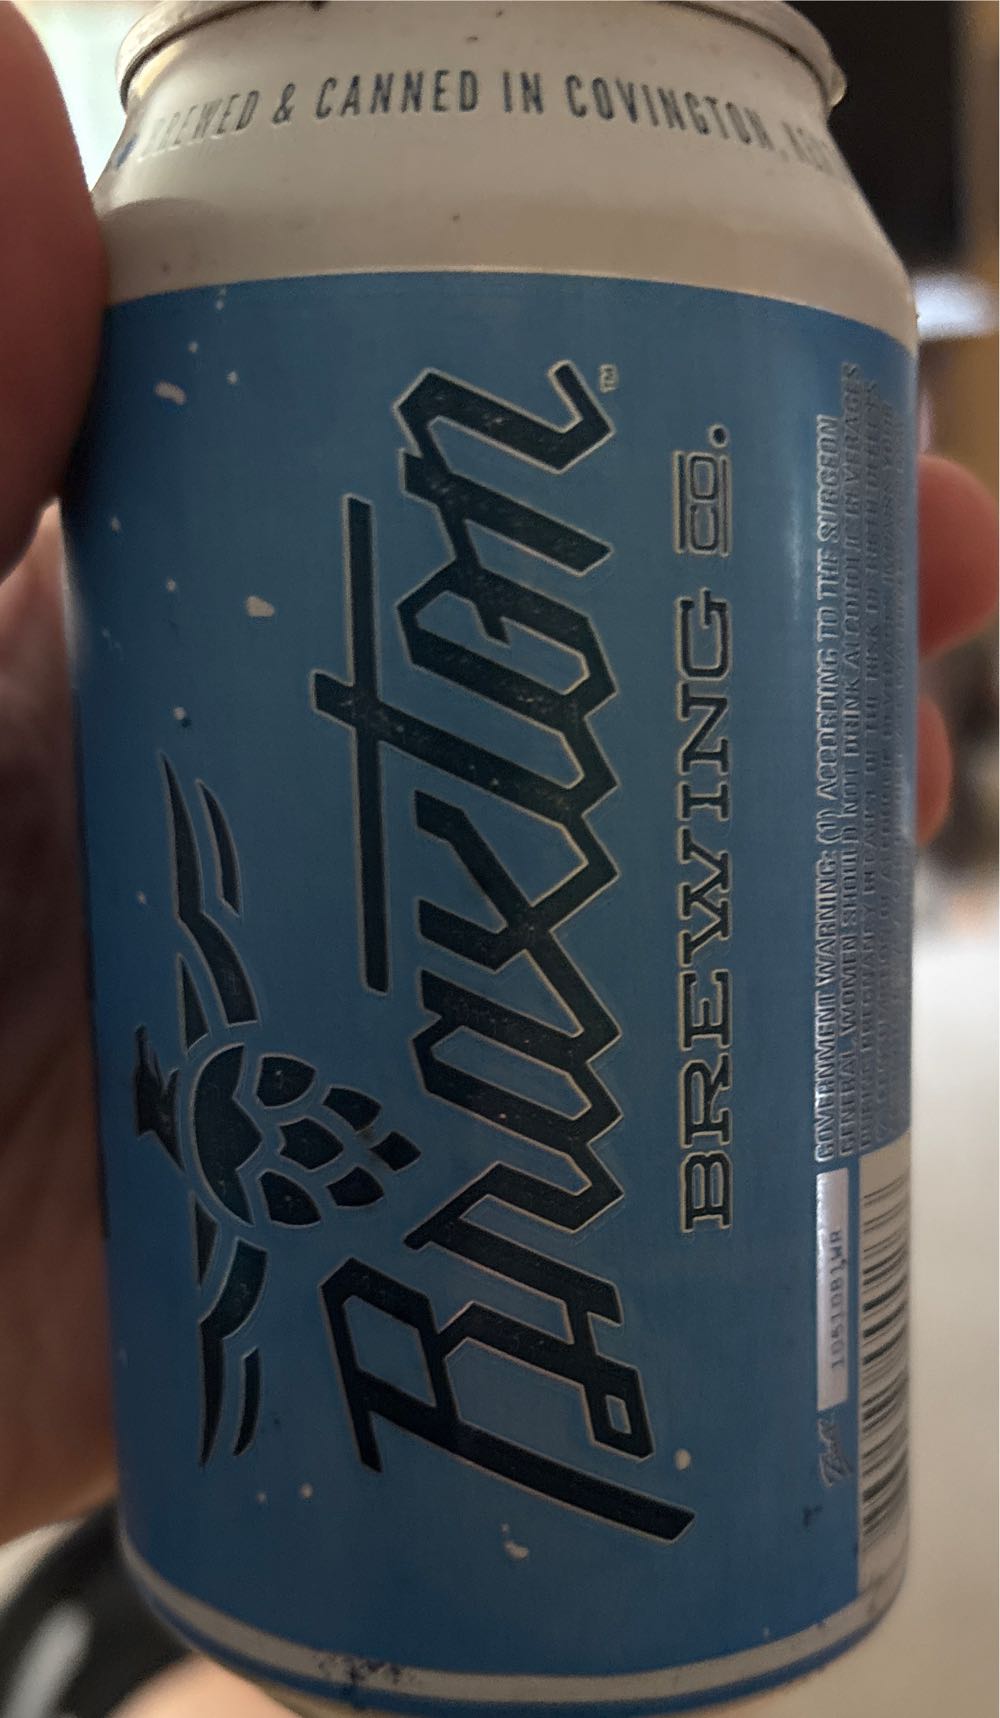 BREWED & CANNED IN COVINGTON,
Braxton™
BREWING CO.
GOVERNMENT WARNING: (1) ACCORDING TO THE SURGEON
GENERAL, WOMEN SHOULD NOT DRINK ALCOHOLIC BEVERAGES